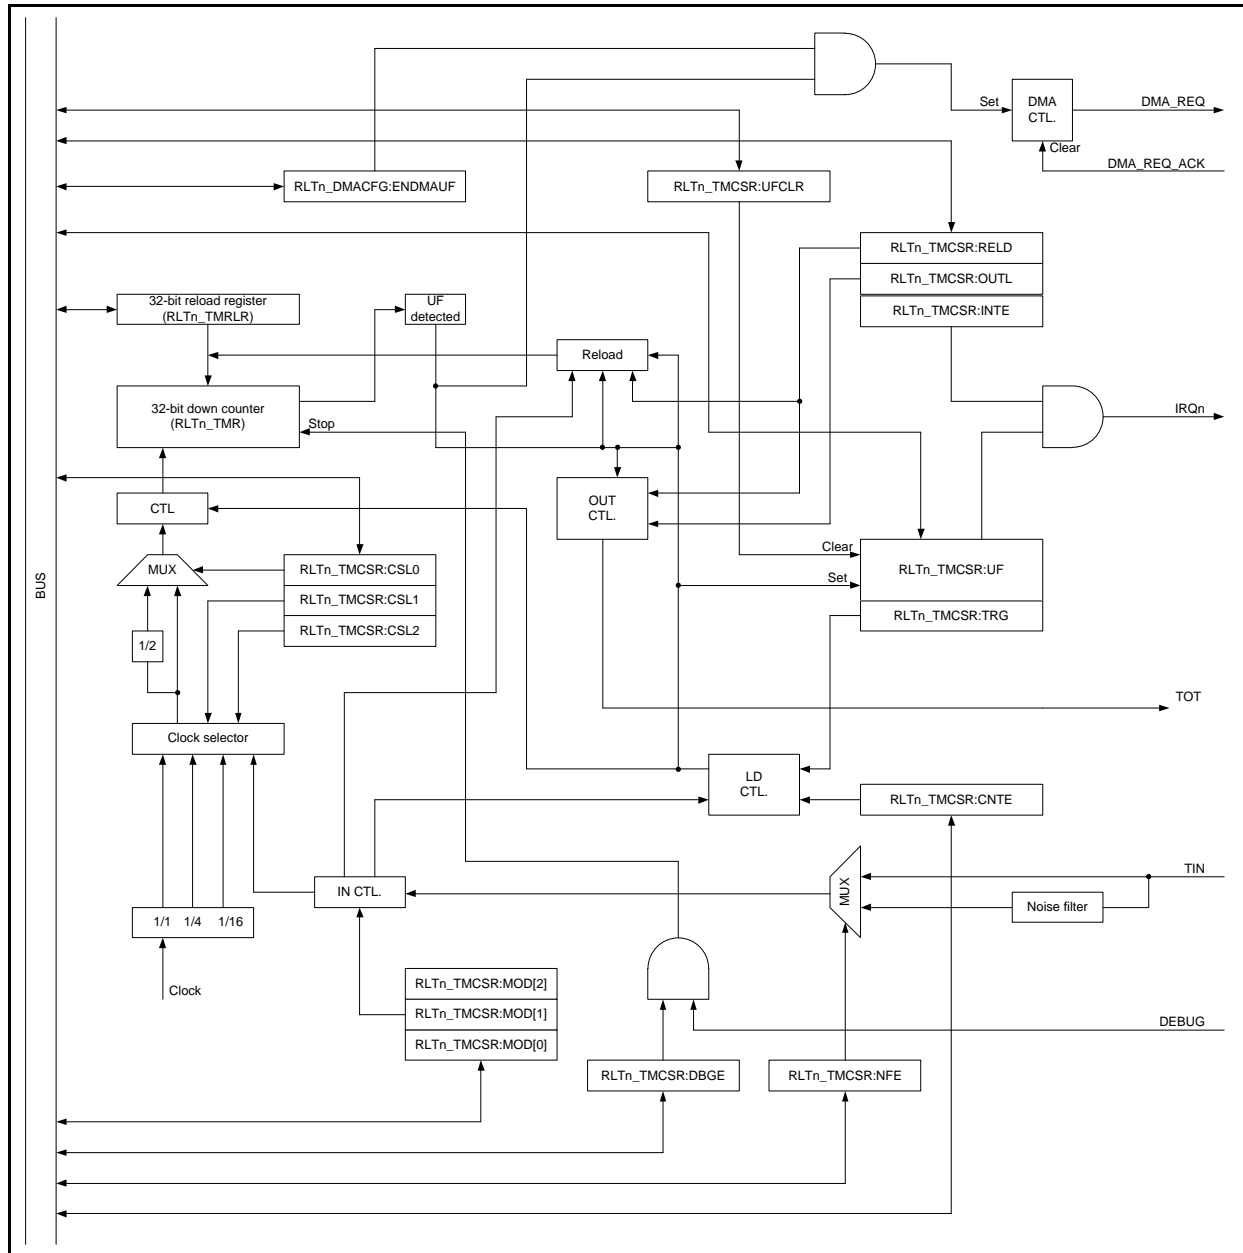 BUS
Set
DMA
CTL.
DMA_REQ
Clear
DMA_REQ_ACK
RLTn_DMACFG:ENDMAUF
RLTn_TMCSR:UFCLR
RLTn_TMCSR:RELD
RLTn_TMCSR:OUTL
RLTn_TMCSR:INTE
32-bit reload register
(RLTn_TMRLR)
UF
detected
Reload
32-bit down counter
(RLTn_TMR)
Stop
IRQn
CTL
OUT
CTL.
MUX
RLTn_TMCSR:CSL0
RLTn_TMCSR:CSL1
RLTn_TMCSR:CSL2
Clear
Set
RLTn_TMCSR:UF
RLTn_TMCSR:TRG
1/2
TOT
Clock selector
LD
CTL.
RLTn_TMCSR:CNTE
TIN
IN CTL.
MUX
Noise filter
1/1 1/4 1/16
Clock
RLTn_TMCSR:MOD[2]
RLTn_TMCSR:MOD[1]
RLTn_TMCSR:MOD[0]
DEBUG
RLTn_TMCSR:DBGE
RLTn_TMCSR:NFE